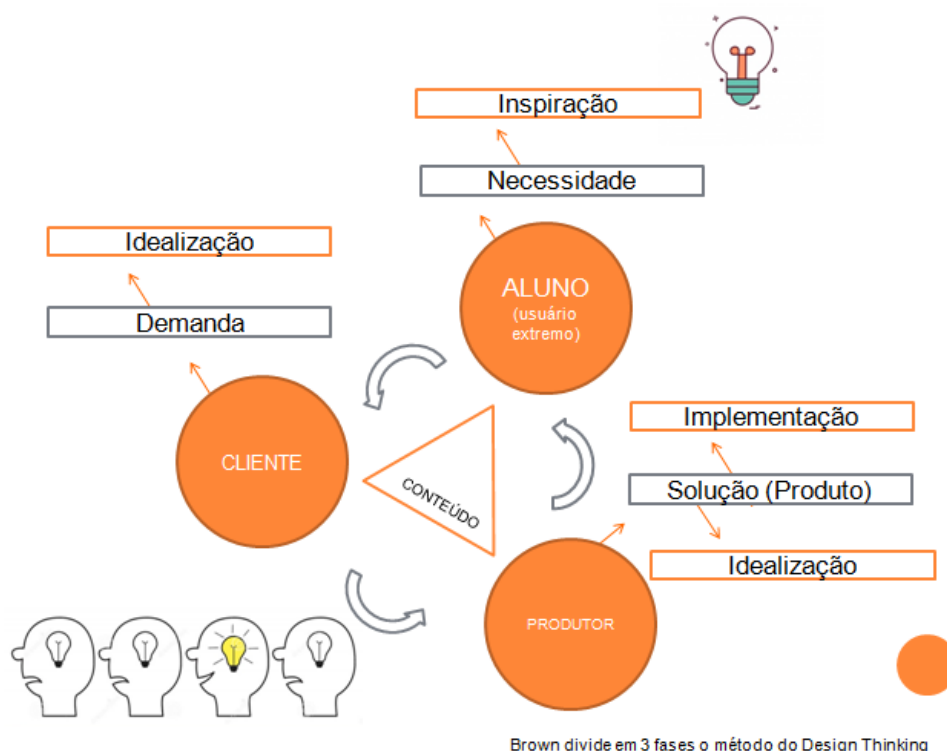 Inspiração
Necessidade
Idealização
Demanda
ALUNO
(usuário
extremo)
CLIENTE
CONTEÚDO
Implementação
Solução (Produto)
Idealização
PRODUTOR
Brown divide em 3 fases o método do Design Thinking